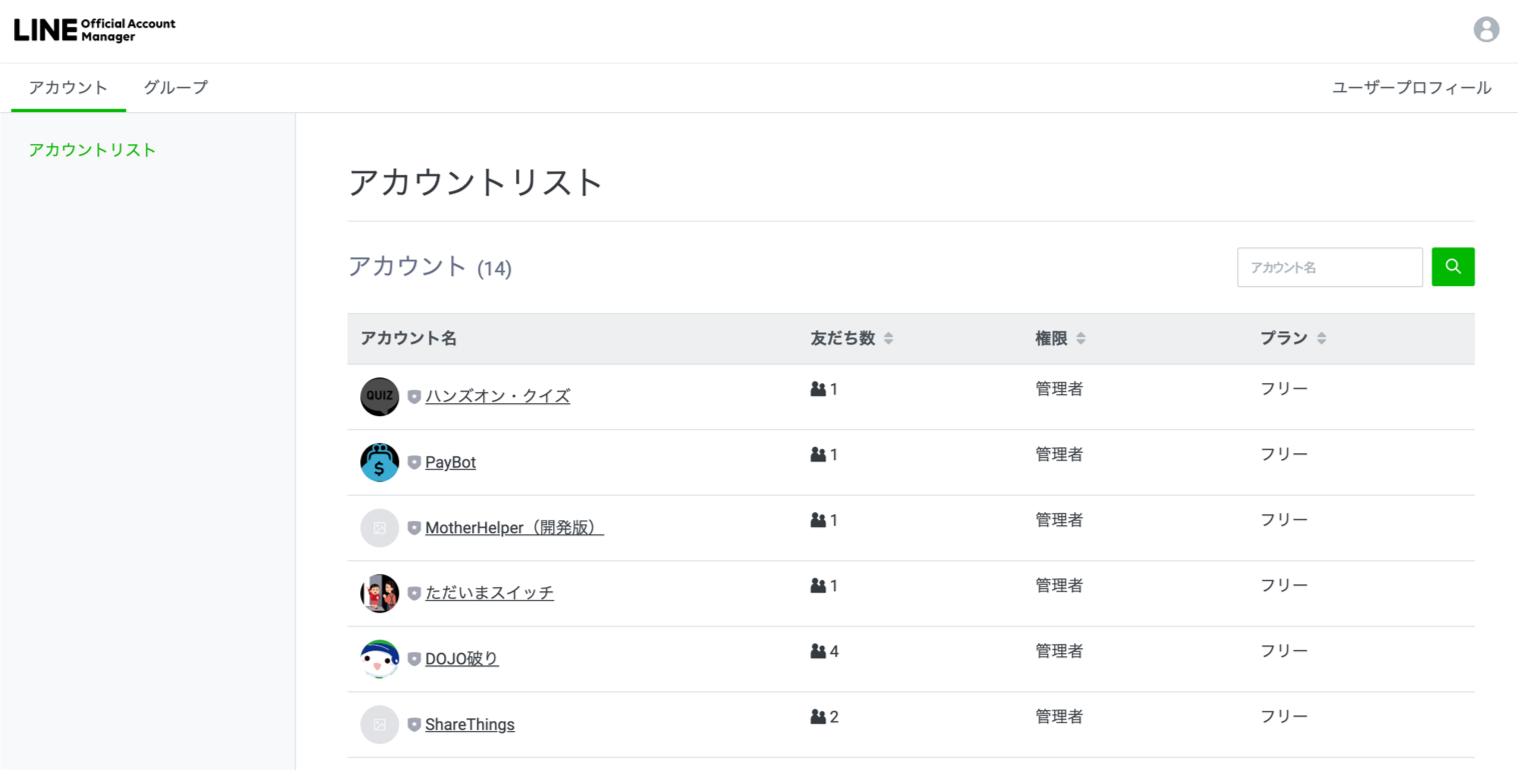 LINE Official Account Manager
アカウント グループ ユーザープロフィール
アカウントリスト
アカウントリスト
アカウント (14) アカウント名
アカウント名 友だち数 権限 プラン
QUIZ ハンズオン・クイズ 1 管理者 フリー
$ PayBot 1 管理者 フリー
MotherHelper（開発版） 1 管理者 フリー
ただいまスイッチ 1 管理者 フリー
DOJO破り 4 管理者 フリー
ShareThings 2 管理者 フリー